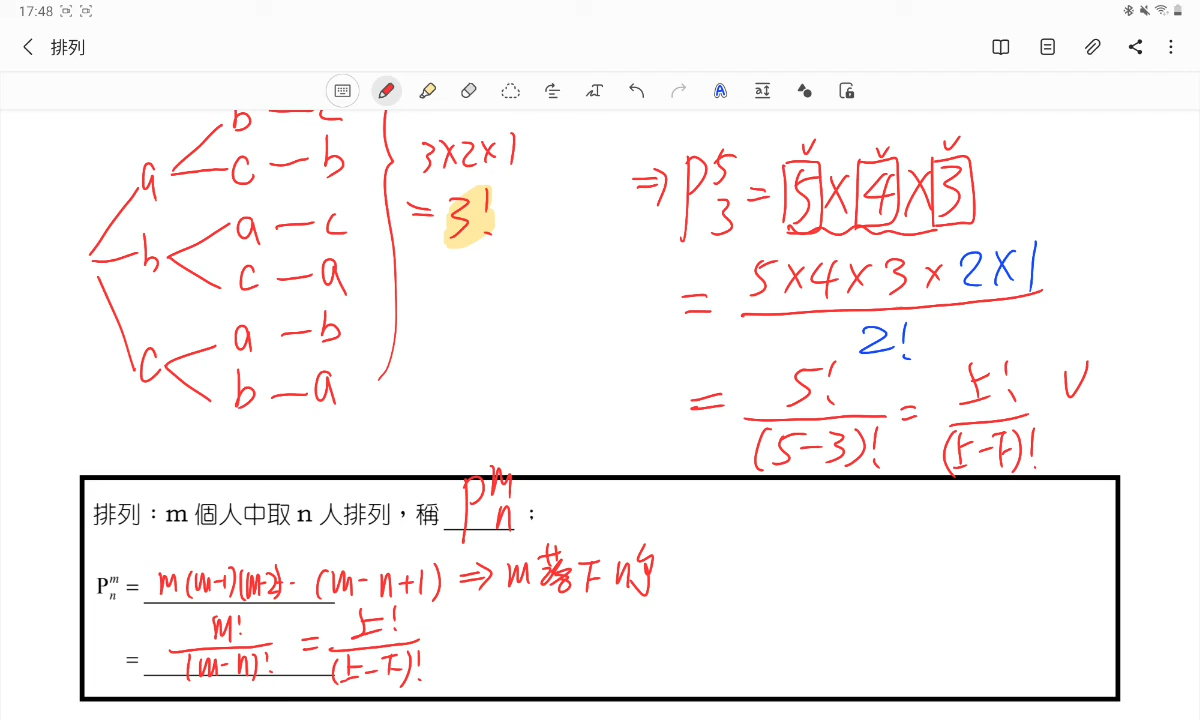 17:48
排列
b — c
a c — b
b a — c
c — a
c a — b
b — a
3×2×1
= 3!
⇒ P⁵₃ = 5×4×3
= 5×4×3×2×1
2!
= 5! / (5-3)! = 上! / (上-下)! ✓
排列：m 個人中取 n 人排列，稱 Pᵐₙ ；
Pᵐₙ = m(m-1)(m-2)··(m-n+1) ⇒ m 落下 n
= m! / (m-n)! = 上! / (上-下)!